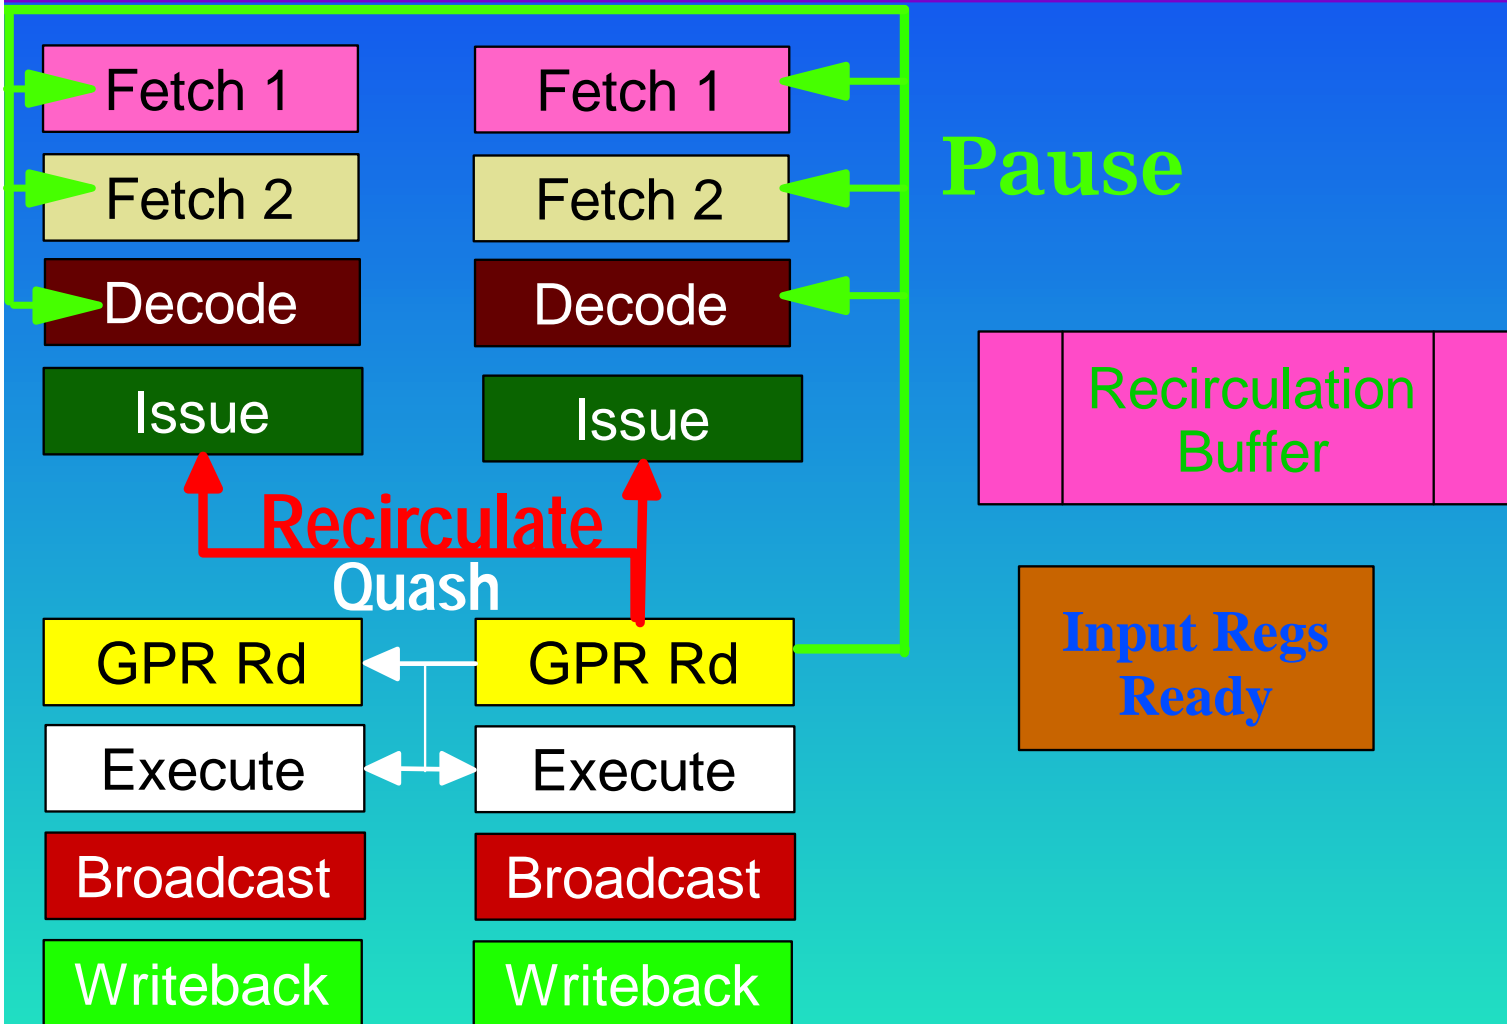 Fetch 1
Fetch 1
Pause
Fetch 2
Fetch 2
Decode
Decode
Issue
Issue
Recirculation
Buffer
Recirculate
Quash
GPR Rd
GPR Rd
Input Regs
Ready
Execute
Execute
Broadcast
Broadcast
Writeback
Writeback